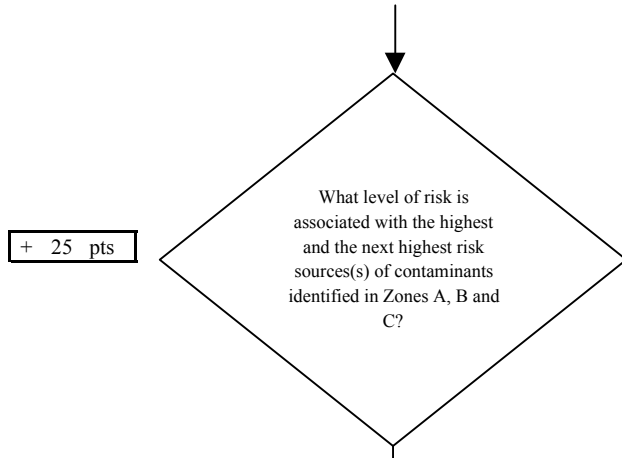 What level of risk is
associated with the highest
and the next highest risk
sources(s) of contaminants
identified in Zones A, B and
C?
+ 25 pts